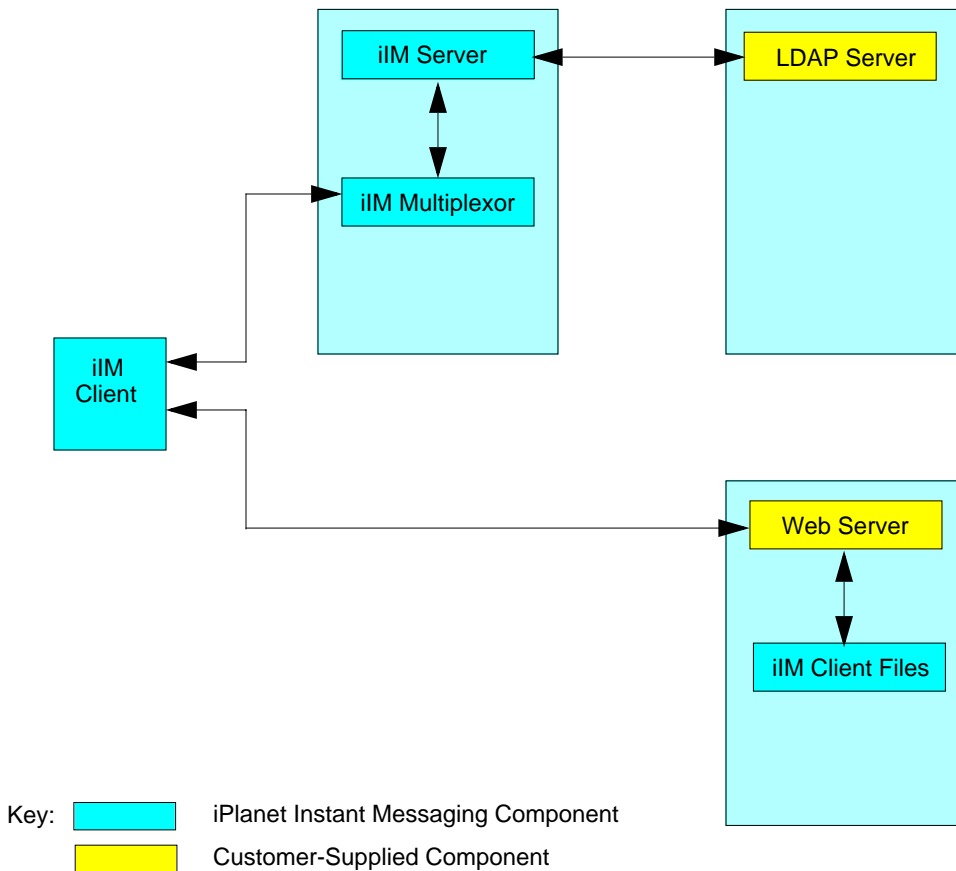 iIM Server
LDAP Server
iIM Multiplexor
iIM
Client
Web Server
iIM Client Files
Key:
iPlanet Instant Messaging Component
Customer-Supplied Component